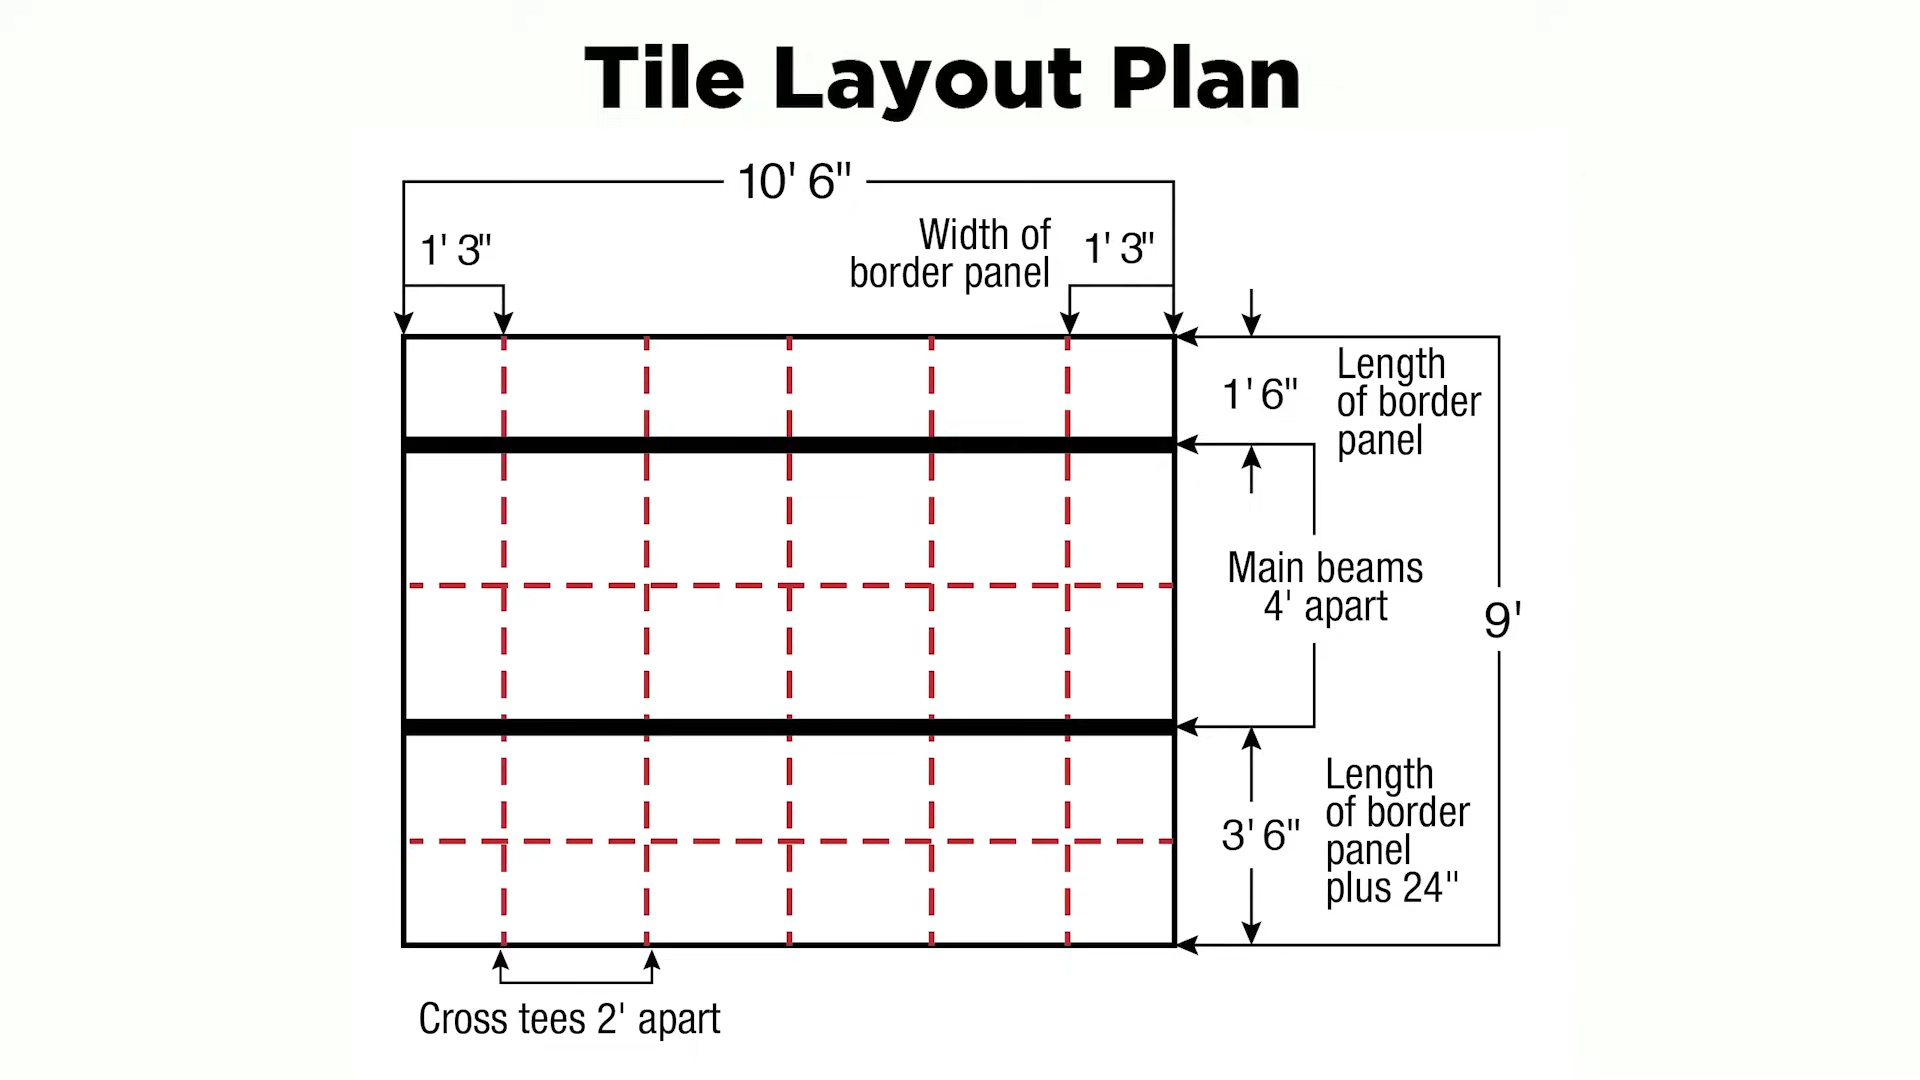 Tile Layout Plan
10' 6"
1' 3"
Width of
border panel
1' 3"
1' 6"
Length
of border
panel
Main beams
4' apart
9'
3' 6"
Length
of border
panel
plus 24"
Cross tees 2' apart